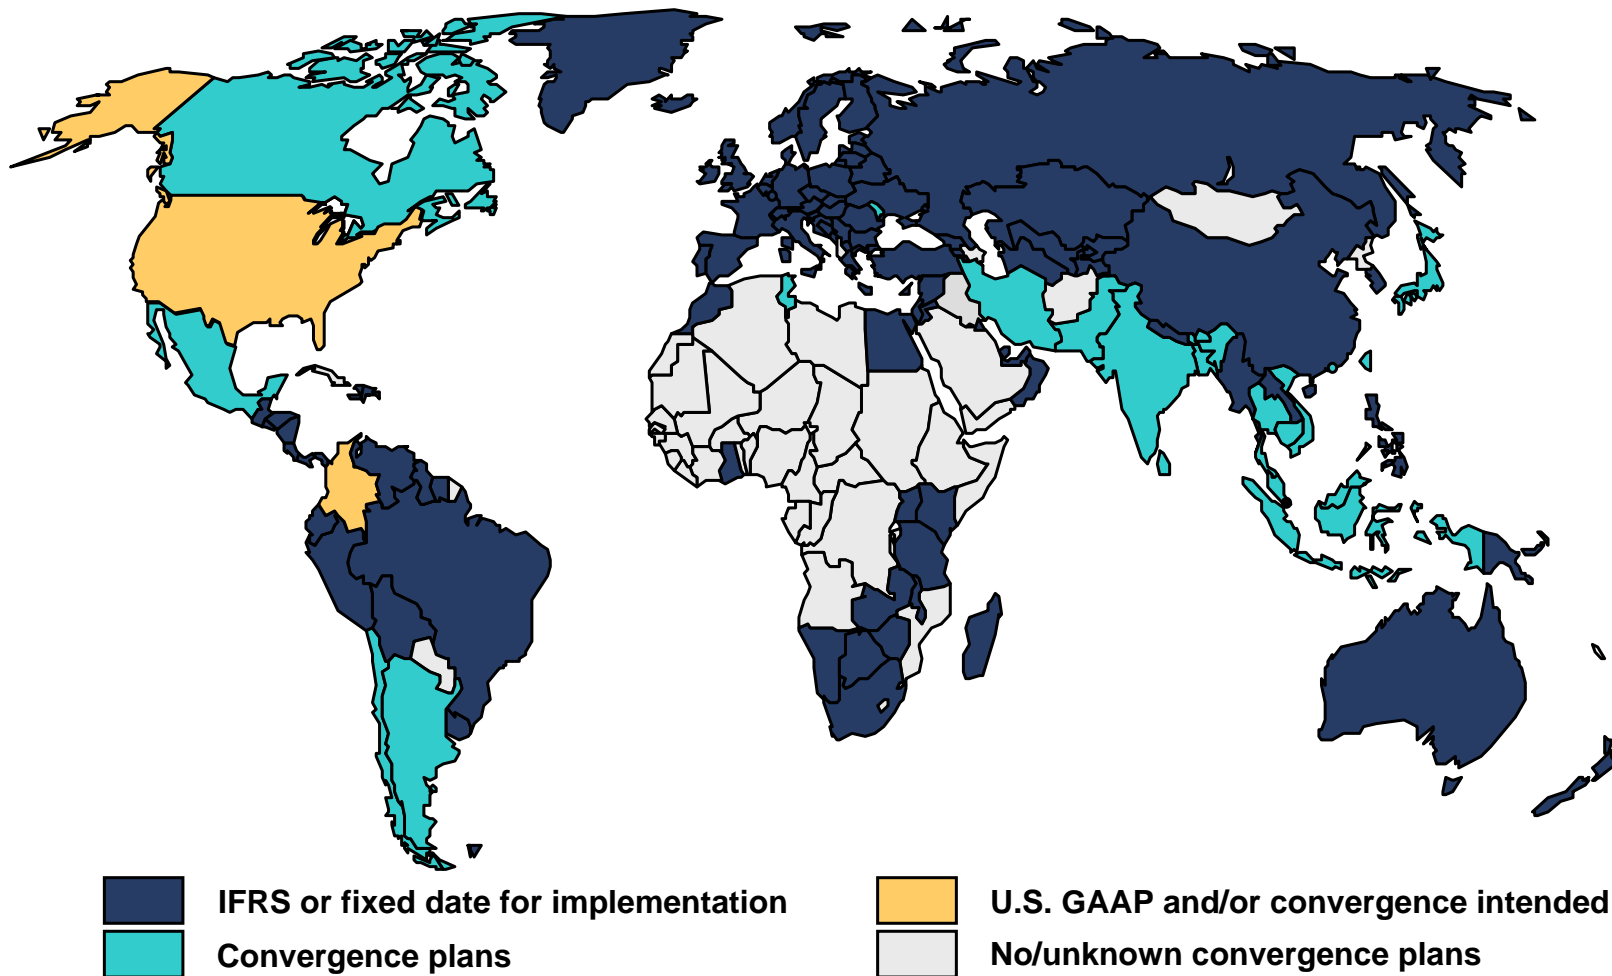 IFRS or fixed date for implementation
U.S. GAAP and/or convergence intended
Convergence plans
No/unknown convergence plans